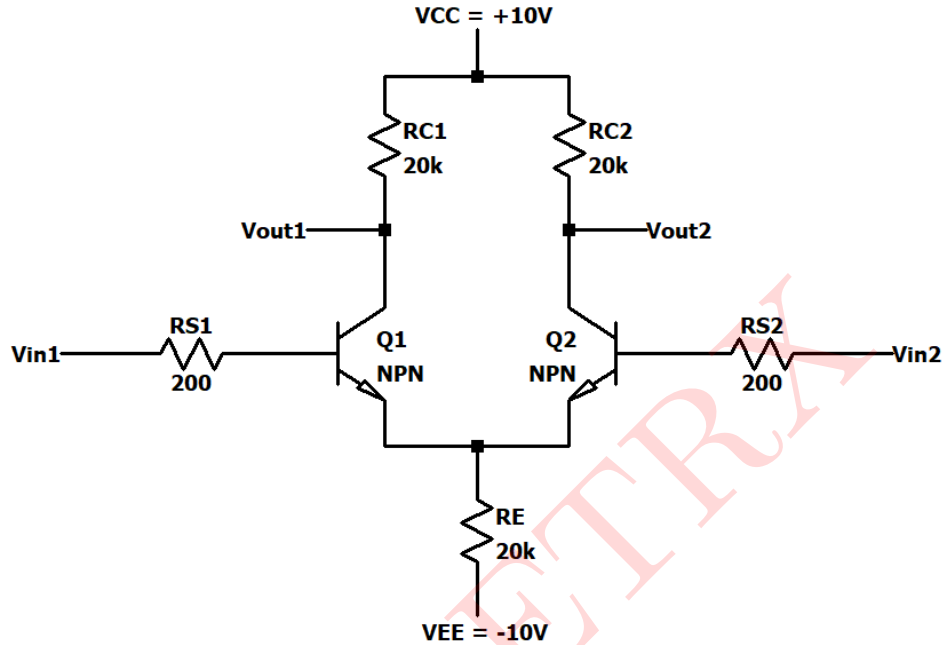 VCC = +10V
RC1
20k
RC2
20k
Vout1
Vout2
RS1
200
Vin1
Q1
NPN
Q2
NPN
RS2
200
Vin2
RE
20k
VEE = -10V
ETRX